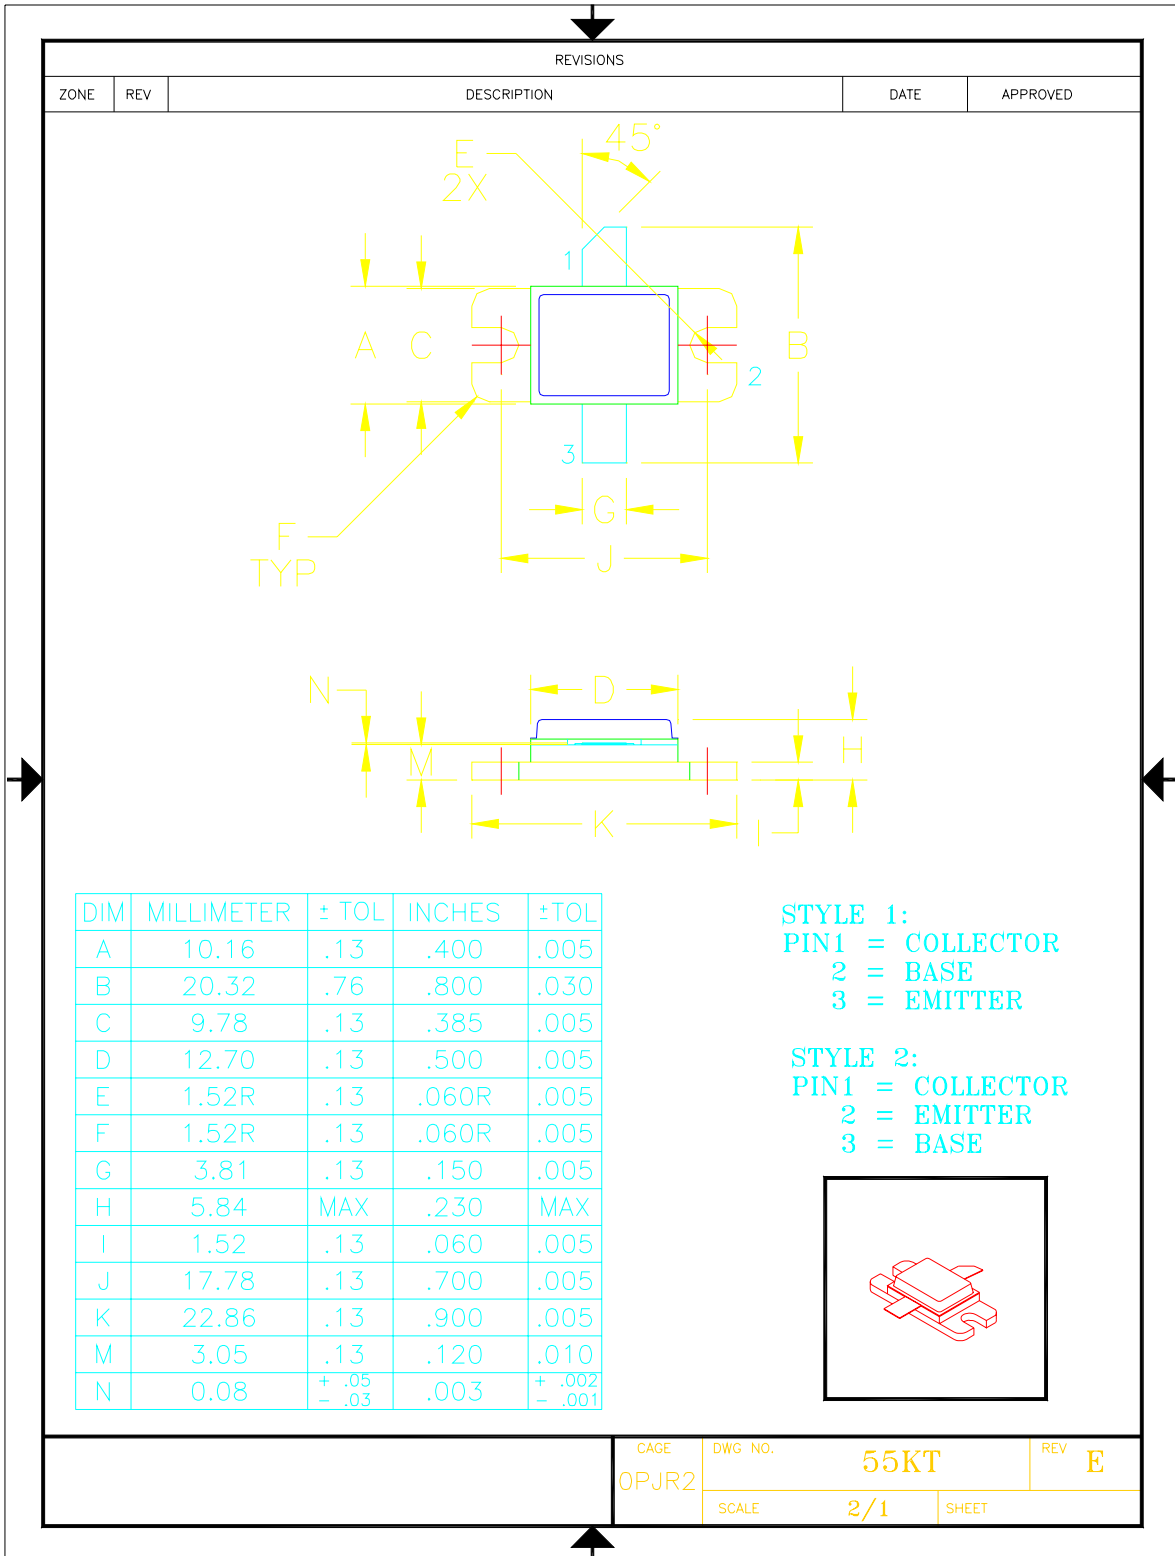 REVISIONS
ZONE REV DESCRIPTION DATE APPROVED
45°
E
2X
1
A C B
2
3
G
F
TYP
J
N D
M H
K I
DIM MILLIMETER ± TOL INCHES ±TOL
A 10.16 .13 .400 .005
B 20.32 .76 .800 .030
C 9.78 .13 .385 .005
D 12.70 .13 .500 .005
E 1.52R .13 .060R .005
F 1.52R .13 .060R .005
G 3.81 .13 .150 .005
H 5.84 MAX .230 MAX
I 1.52 .13 .060 .005
J 17.78 .13 .700 .005
K 22.86 .13 .900 .005
M 3.05 .13 .120 .010
N 0.08 + .05 - .03 .003 + .002 - .001
STYLE 1:
PIN1 = COLLECTOR
2 = BASE
3 = EMITTER
STYLE 2:
PIN1 = COLLECTOR
2 = EMITTER
3 = BASE
CAGE DWG NO. 55KT REV E
OPJR2
SCALE 2/1 SHEET